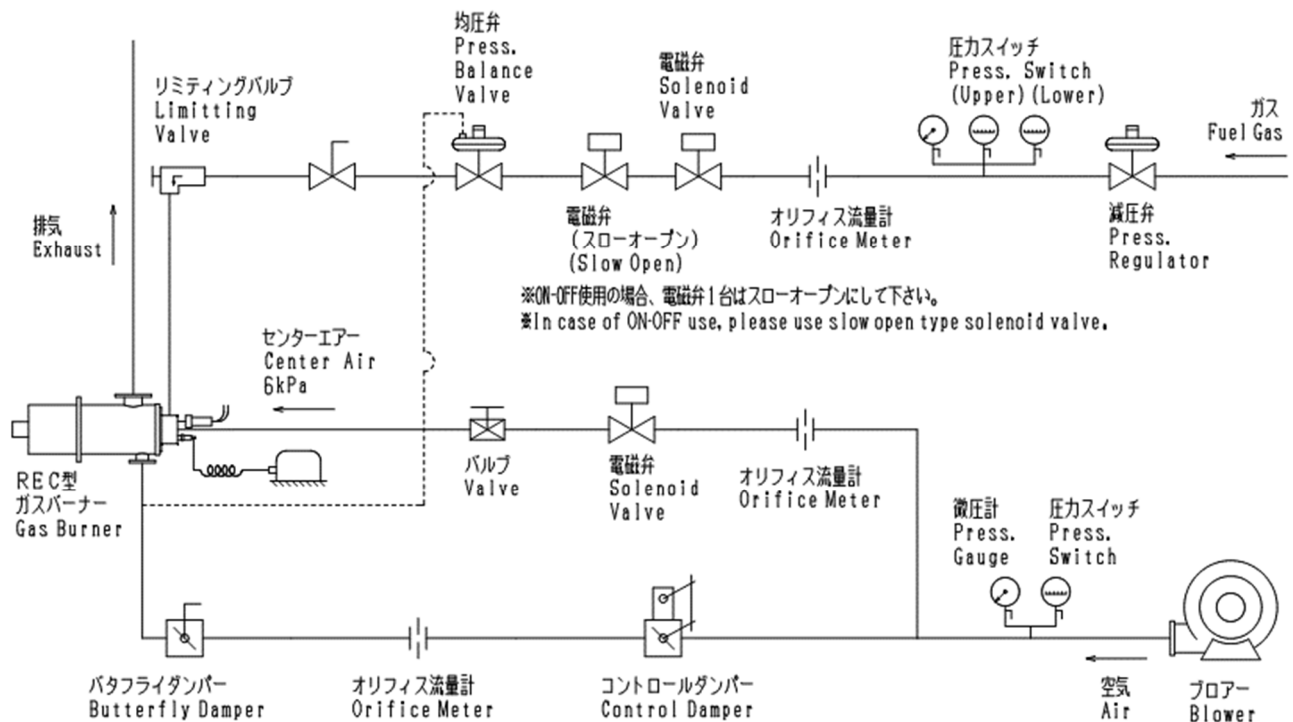 均圧弁
Press.
Balance
Valve
電磁弁
Solenoid
Valve
圧力スイッチ
Press. Switch
(Upper)(Lower)
ガス
Fuel Gas
リミティングバルブ
Limitting
Valve
排気
Exhaust
電磁弁
(スローオープン)
(Slow Open)
オリフィス流量計
Orifice Meter
減圧弁
Press.
Regulator
※ON-OFF使用の場合、電磁弁1台はスローオープンにして下さい。
※In case of ON-OFF use, please use slow open type solenoid valve.
センターエアー
Center Air
6kPa
REC型
ガスバーナー
Gas Burner
バルブ
Valve
電磁弁
Solenoid
Valve
オリフィス流量計
Orifice Meter
微圧計
Press.
Gauge
圧力スイッチ
Press.
Switch
バタフライダンパー
Butterfly Damper
オリフィス流量計
Orifice Meter
コントロールダンパー
Control Damper
空気
Air
ブロアー
Blower